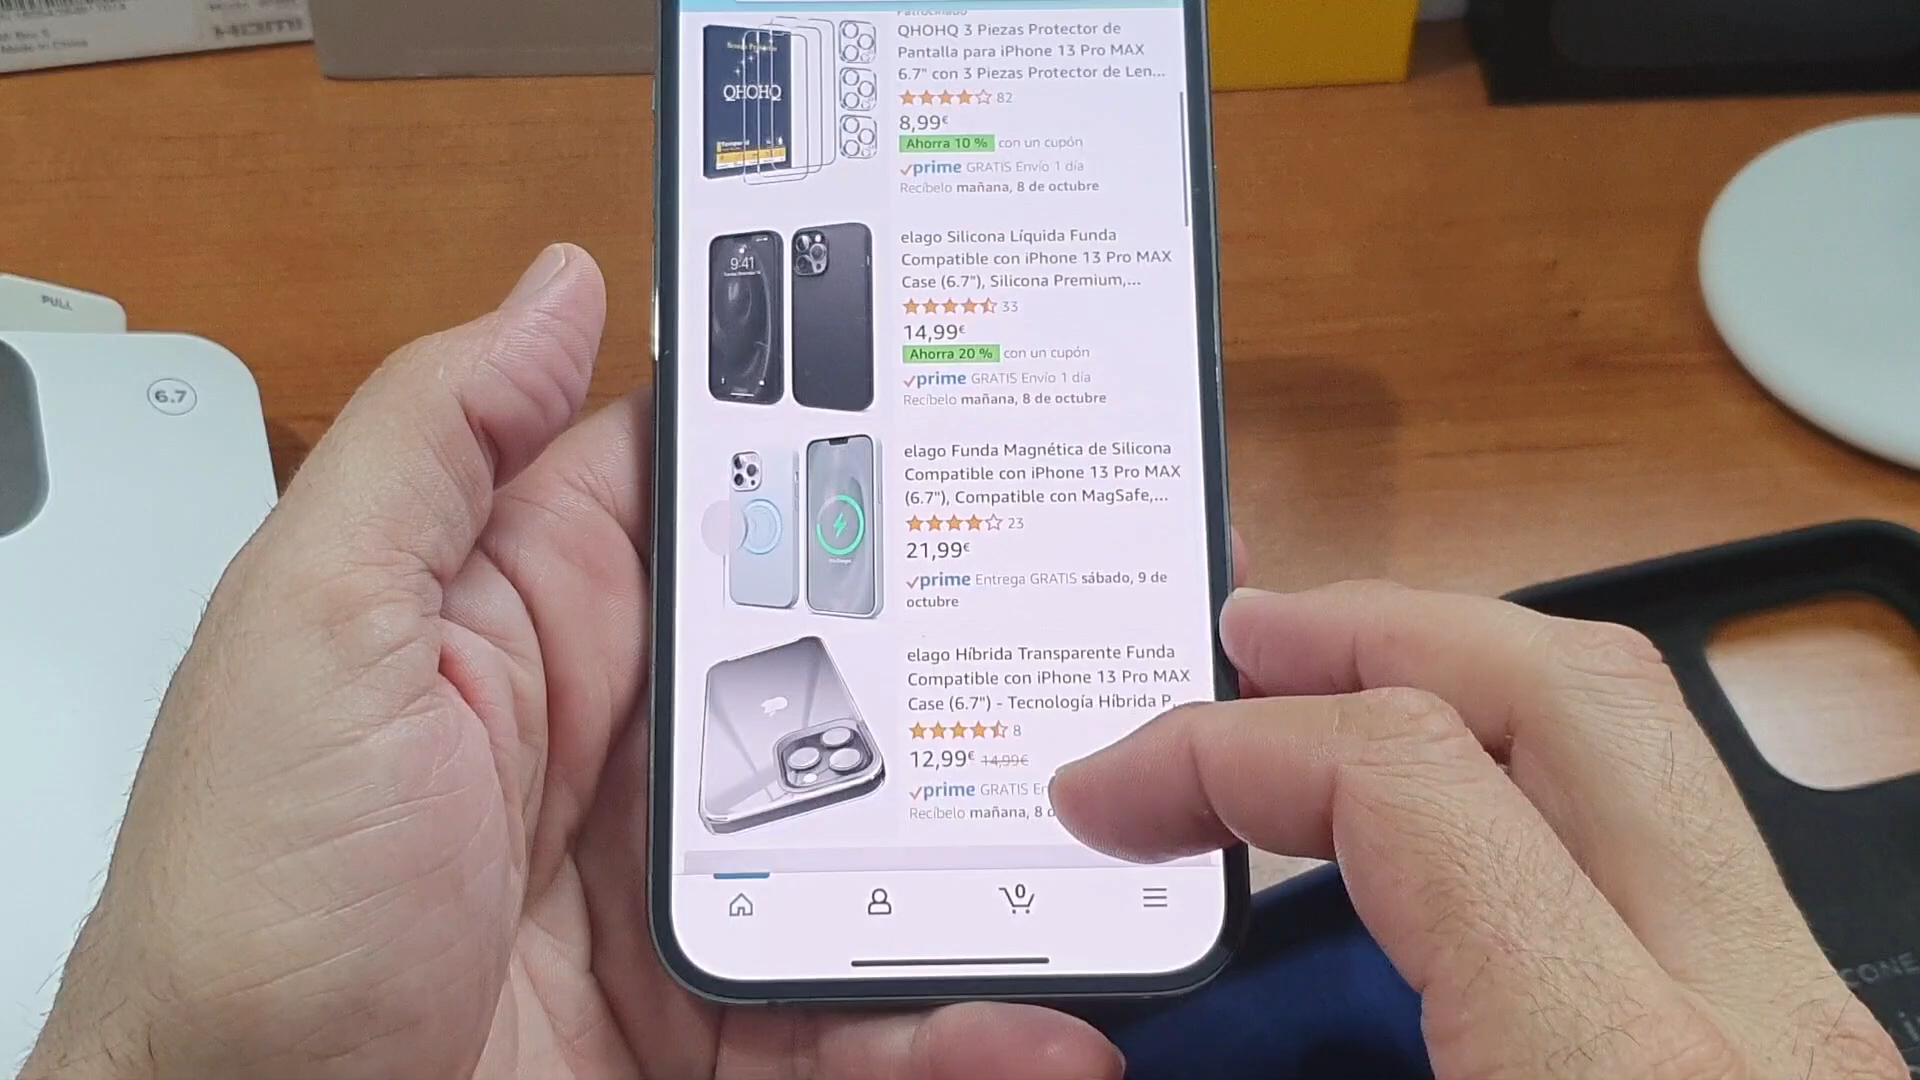 HDMI
Made in China
PULL
6.7
Patrocinado
QHOHQ 3 Piezas Protector de
Pantalla para iPhone 13 Pro MAX
6.7" con 3 Piezas Protector de Len...
82
8,99€
Ahorra 10 % con un cupón
prime GRATIS Envío 1 día
Recíbelo mañana, 8 de octubre
QHOHQ
elago Silicona Líquida Funda
Compatible con iPhone 13 Pro MAX
Case (6.7"), Silicona Premium,...
33
14,99€
Ahorra 20 % con un cupón
prime GRATIS Envío 1 día
Recíbelo mañana, 8 de octubre
9:41
elago Funda Magnética de Silicona
Compatible con iPhone 13 Pro MAX
(6.7"), Compatible con MagSafe,...
23
21,99€
prime Entrega GRATIS sábado, 9 de
octubre
elago Híbrida Transparente Funda
Compatible con iPhone 13 Pro MAX
Case (6.7") - Tecnología Híbrida P...
8
12,99€ 14,99€
prime GRATIS En
Recíbelo mañana, 8 d
0